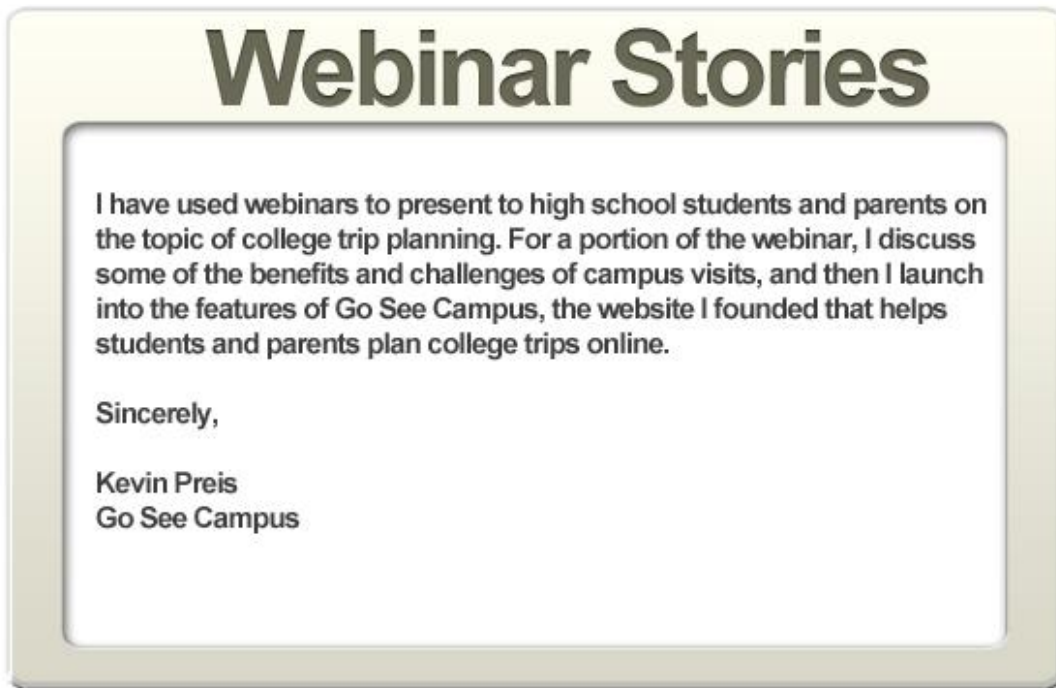 Webinar Stories
I have used webinars to present to high school students and parents on
the topic of college trip planning. For a portion of the webinar, I discuss
some of the benefits and challenges of campus visits, and then I launch
into the features of Go See Campus, the website I founded that helps
students and parents plan college trips online.
Sincerely,
Kevin Preis
Go See Campus